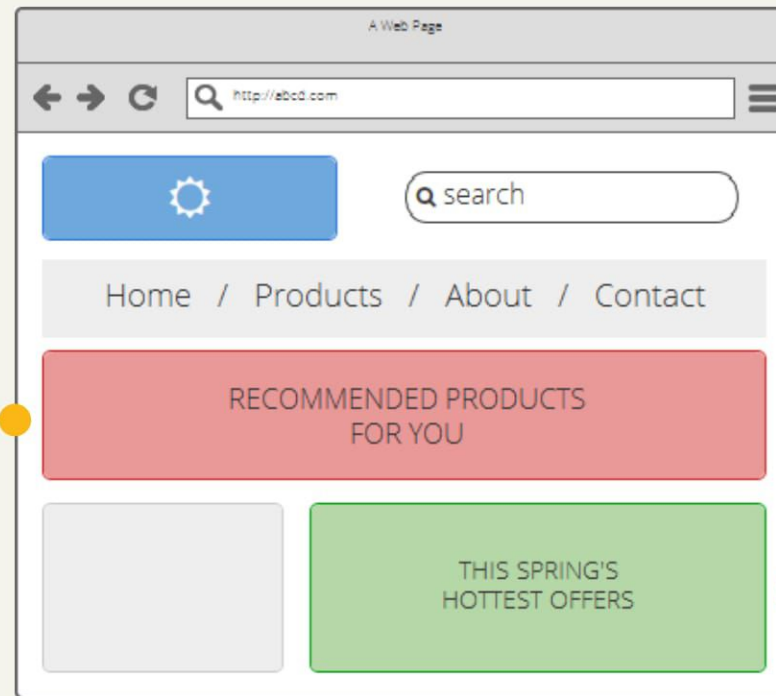 A Web Page
http://abcd.com
search
Home / Products / About / Contact
RECOMMENDED PRODUCTS
FOR YOU
THIS SPRING'S
HOTTEST OFFERS